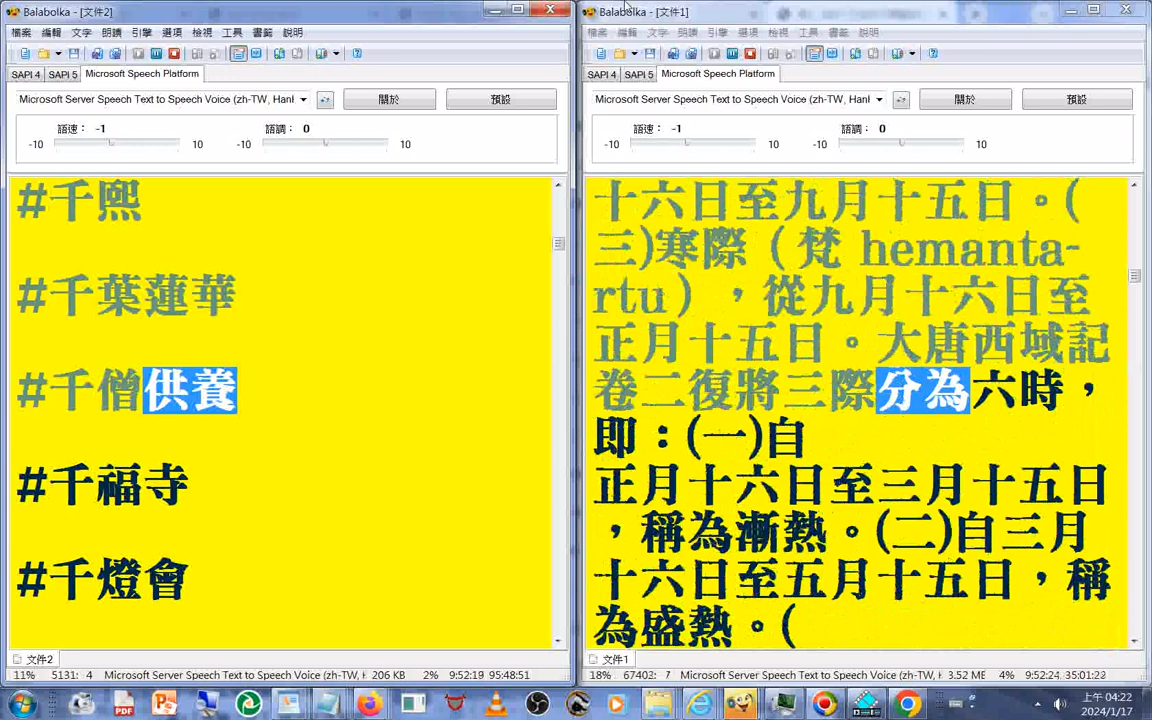 Balabolka - [文件2]
檔案 編輯 文字 朗讀 引擎 選項 檢視 工具 書籤 說明
SAPI 4 SAPI 5 Microsoft Speech Platform
Microsoft Server Speech Text to Speech Voice (zh-TW, Hanl
關於 預設
語速： -1 語調： 0
-10 10 -10 10
#千熙
#千葉蓮華
#千僧供養
#千福寺
#千燈會
文件2
11% 5131: 4 Microsoft Server Speech Text to Speech Voice (zh-TW, H 206 KB 2% 9:52:19, 95:48:51
Balabolka - [文件1]
檔案 編輯 文字 朗讀 引擎 選項 檢視 工具 書籤 說明
SAPI 4 SAPI 5 Microsoft Speech Platform
Microsoft Server Speech Text to Speech Voice (zh-TW, Hanl
關於 預設
語速： -1 語調： 0
-10 10 -10 10
十六日至九月十五日。(
三)寒際（梵 hemanta-
rtu），從九月十六日至
正月十五日。大唐西域記
卷二復將三際分為六時，
即：(一)自
正月十六日至三月十五日
，稱為漸熱。(二)自三月
十六日至五月十五日，稱
為盛熱。(
文件1
18% 67402: 7 Microsoft Server Speech Text to Speech Voice (zh-TW, H 3.52 ME 4% 9:52:24, 35:01:23
PDF
上午 04:22
2024/1/17